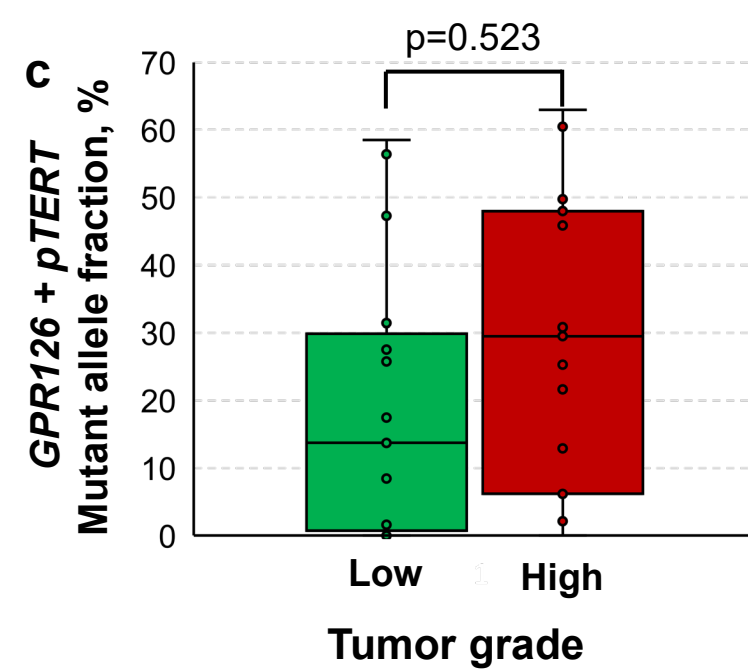 c
p=0.523
GPR126 + pTERT
Mutant allele fraction, %
70
60
50
40
30
20
10
0
Low
1
High
Tumor grade